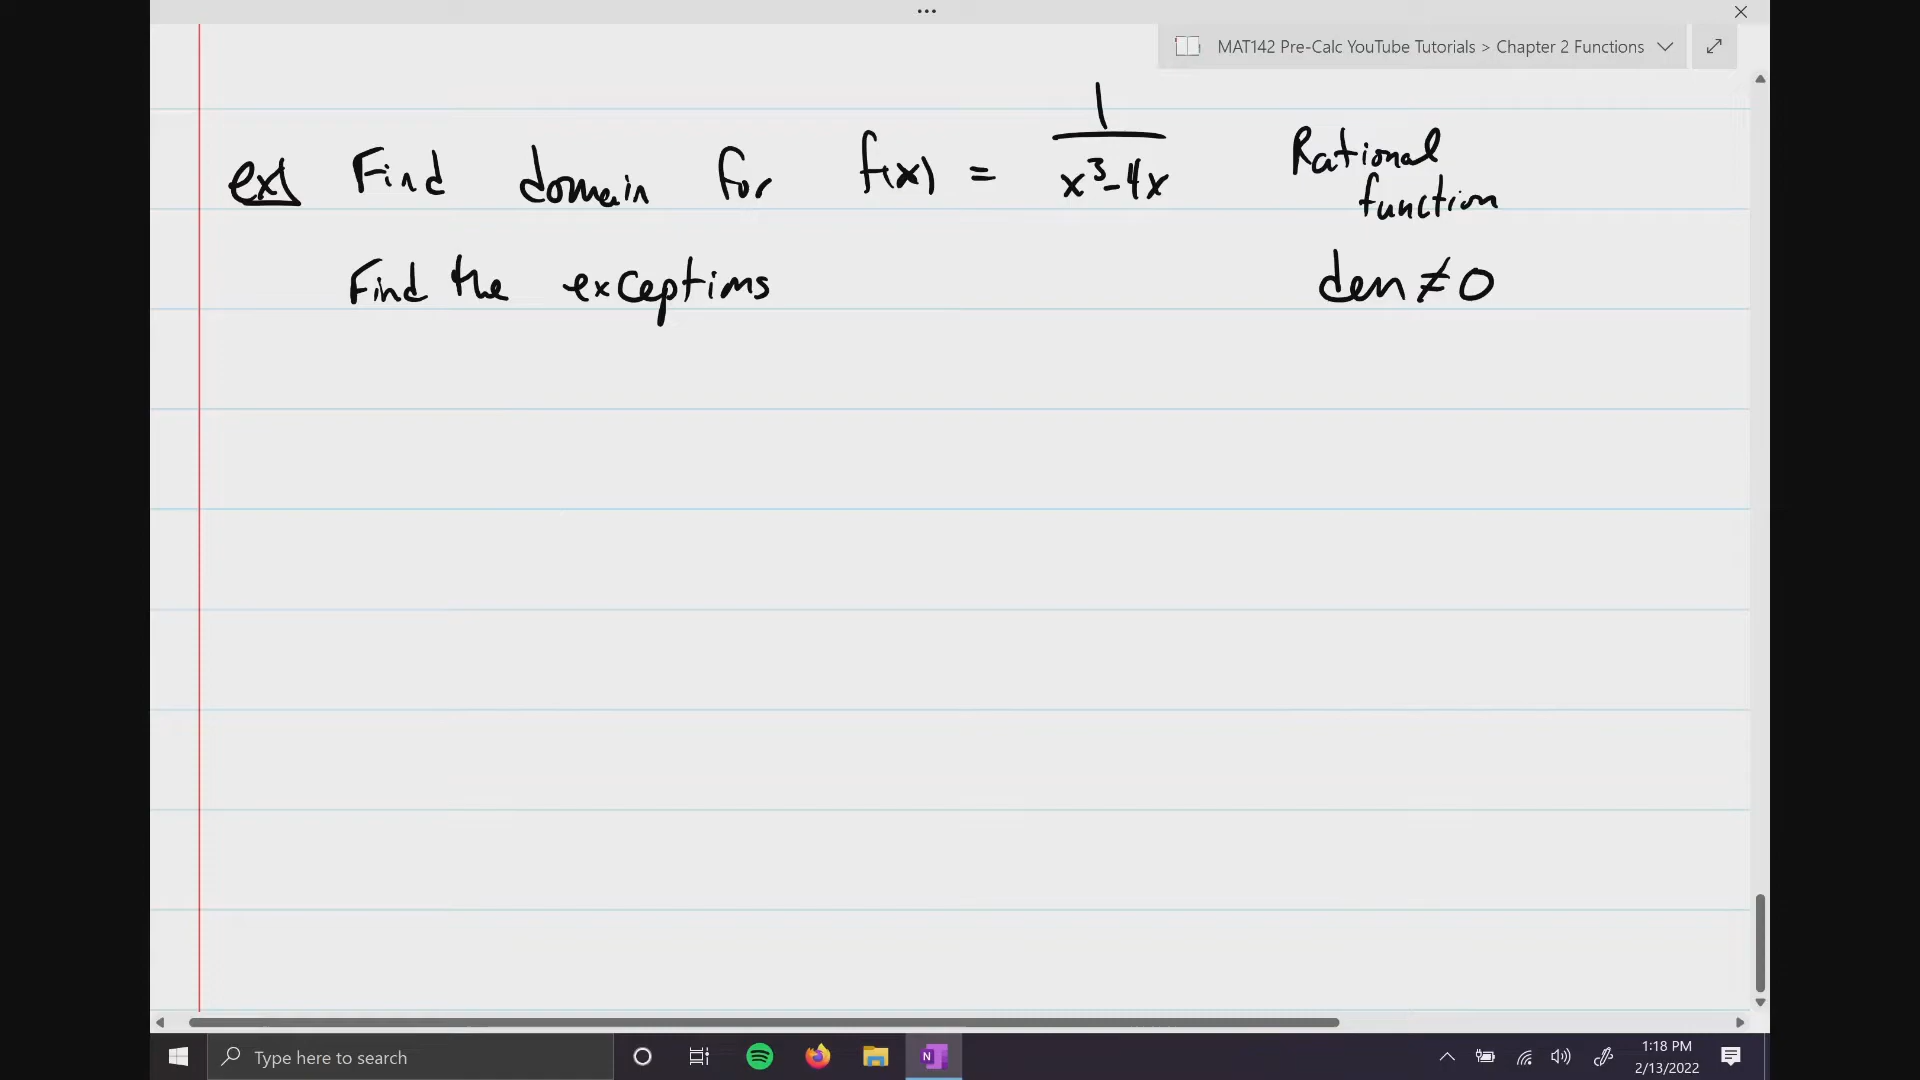 ...
MAT142 Pre-Calc YouTube Tutorials > Chapter 2 Functions
ex) Find domain for f(x) = 1 / x³-4x
Rational
function
Find the exceptions
den ≠ 0
Type here to search
1:18 PM
2/13/2022